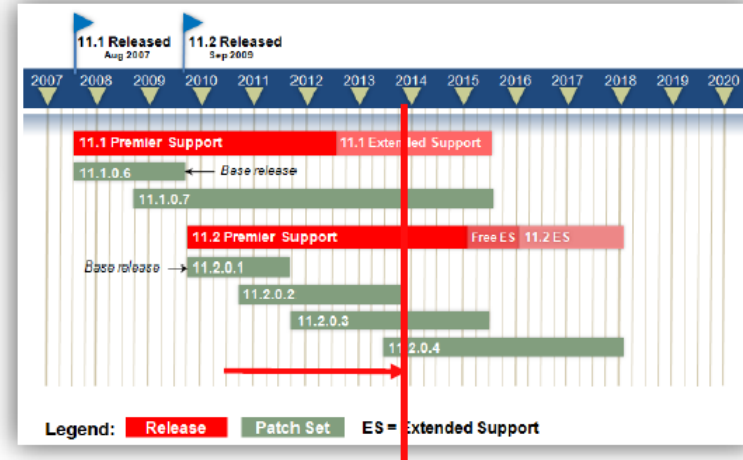 11.1 Released
Aug 2007
11.2 Released
Sep 2009
2007 2008 2009 2010 2011 2012 2013 2014 2015 2016 2017 2018 2019 2020
11.1 Premier Support
11.1 Extended Support
11.1.0.6
Base release
11.1.0.7
11.2 Premier Support
Free ES
11.2 ES
Base release
11.2.0.1
11.2.0.2
11.2.0.3
11.2.0.4
Legend: Release Patch Set ES = Extended Support